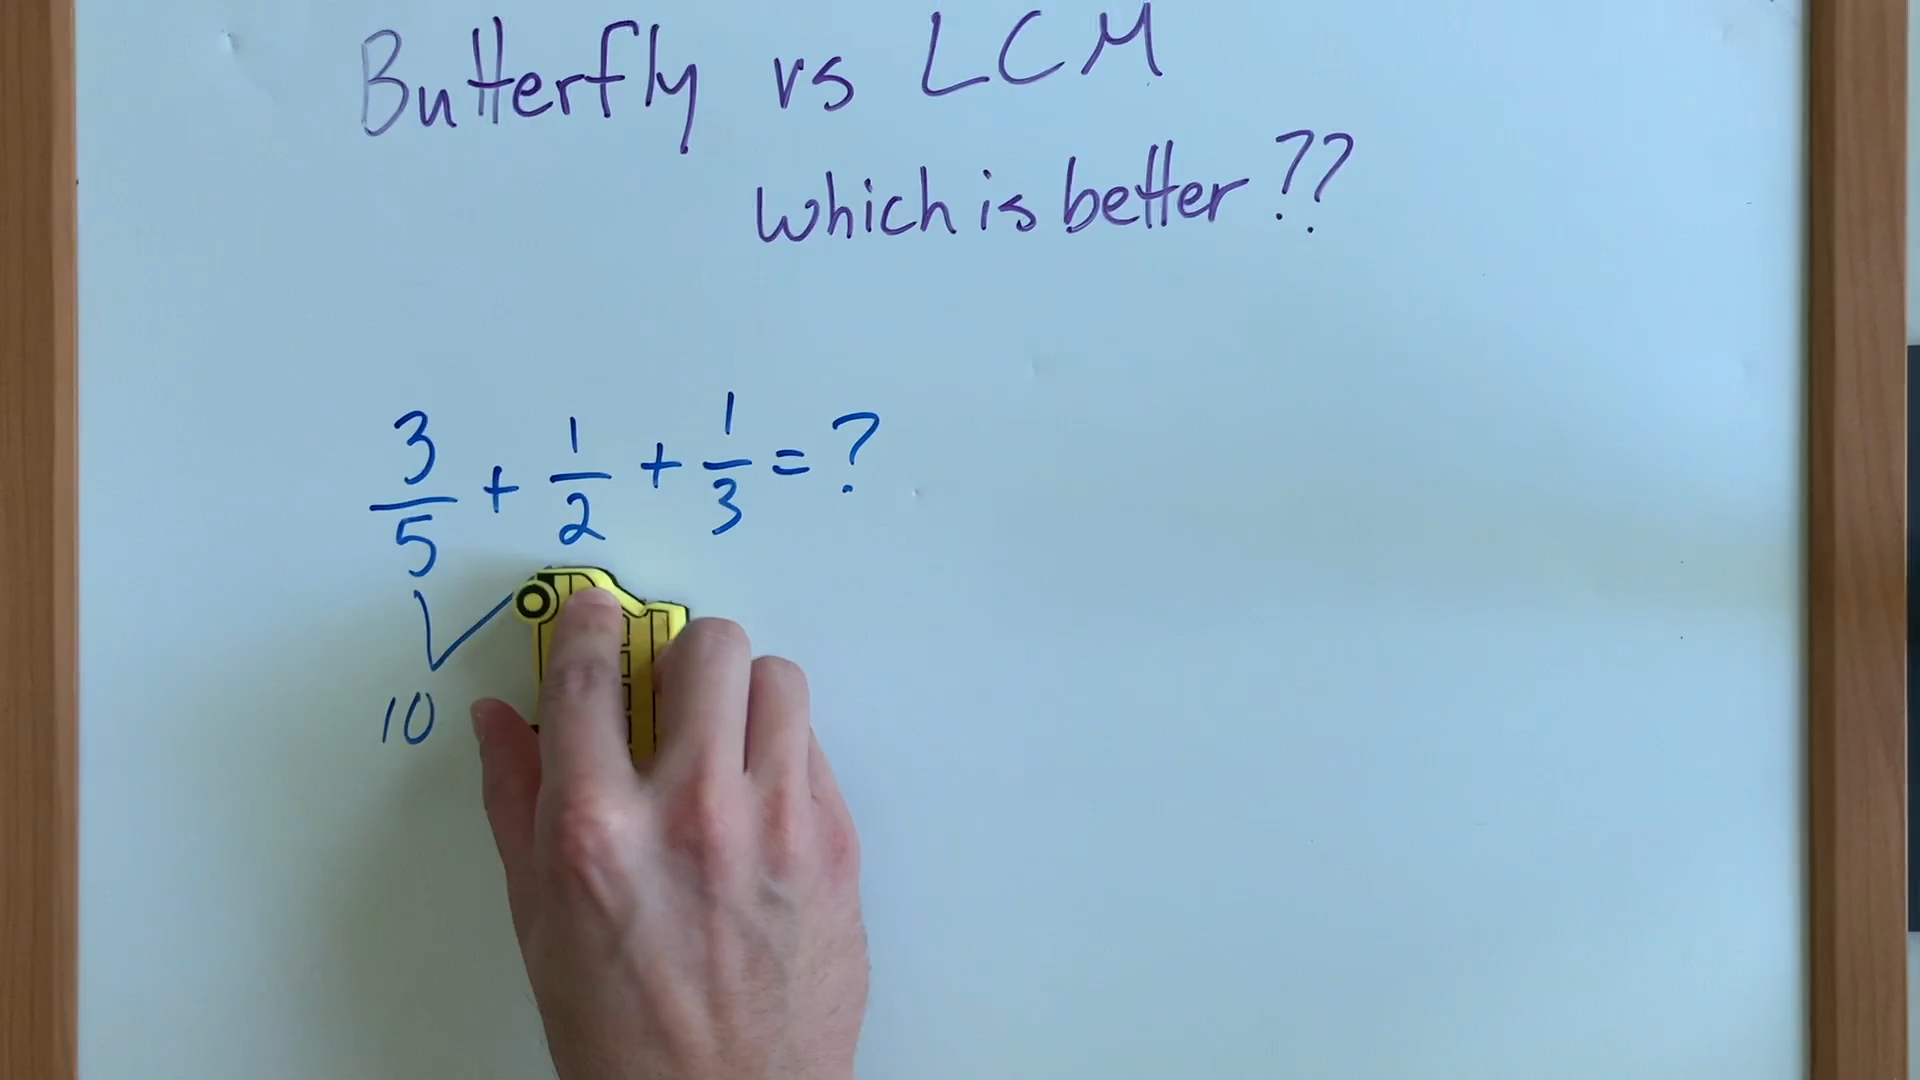 Butterfly vs LCM
which is better??
3/5 + 1/2 + 1/3 = ?
10